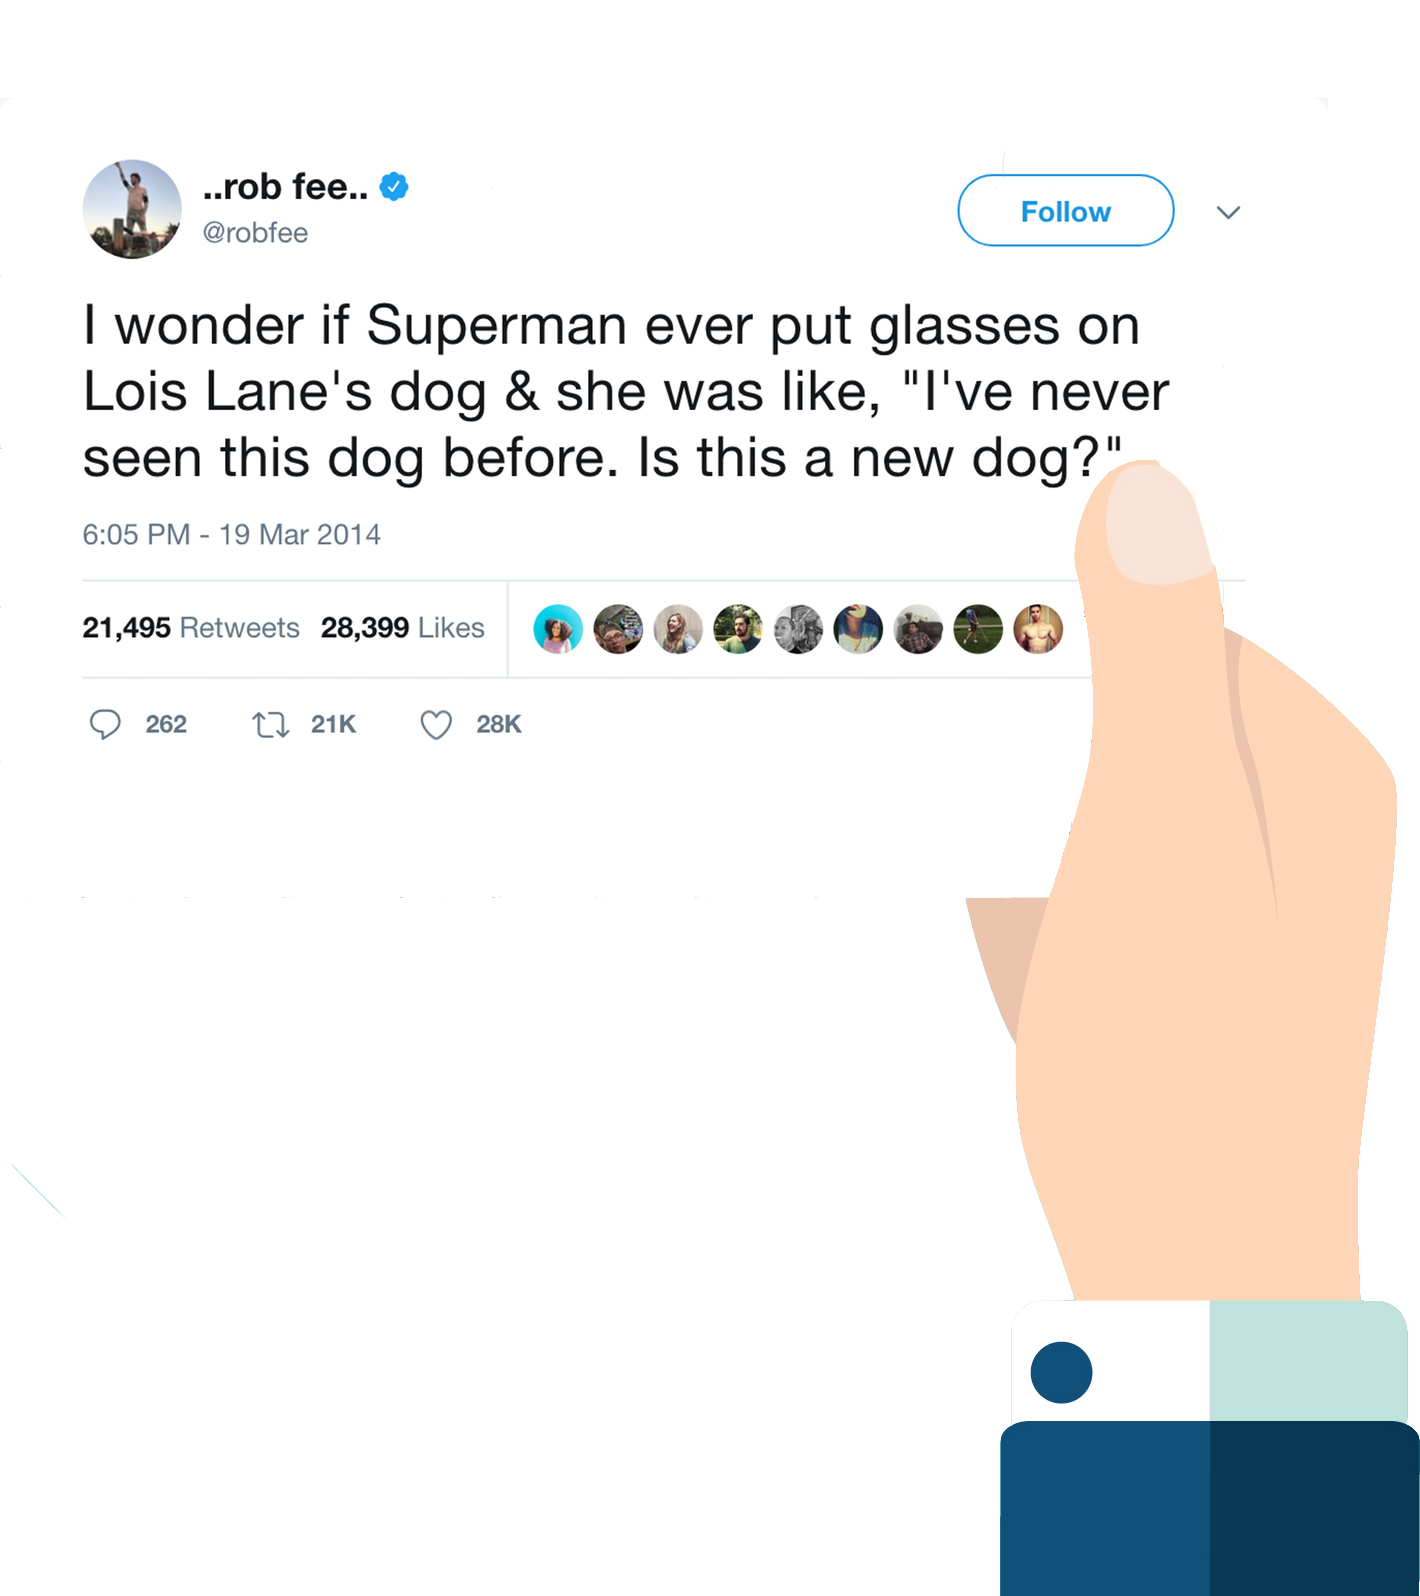 ..rob fee..
@robfee
Follow
I wonder if Superman ever put glasses on
Lois Lane's dog & she was like, "I've never
seen this dog before. Is this a new dog?"
6:05 PM - 19 Mar 2014
21,495 Retweets 28,399 Likes
262 21K 28K